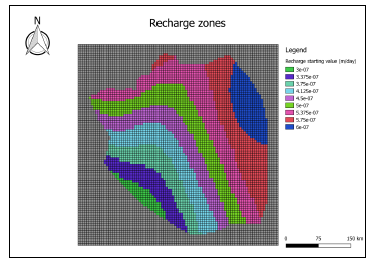 N
Recharge zones
Legend
Recharge starting value (m/day)
3e-07
3.375e-07
3.75e-07
4.125e-07
4.5e-07
5e-07
5.375e-07
5.75e-07
6e-07
0 75 150 km